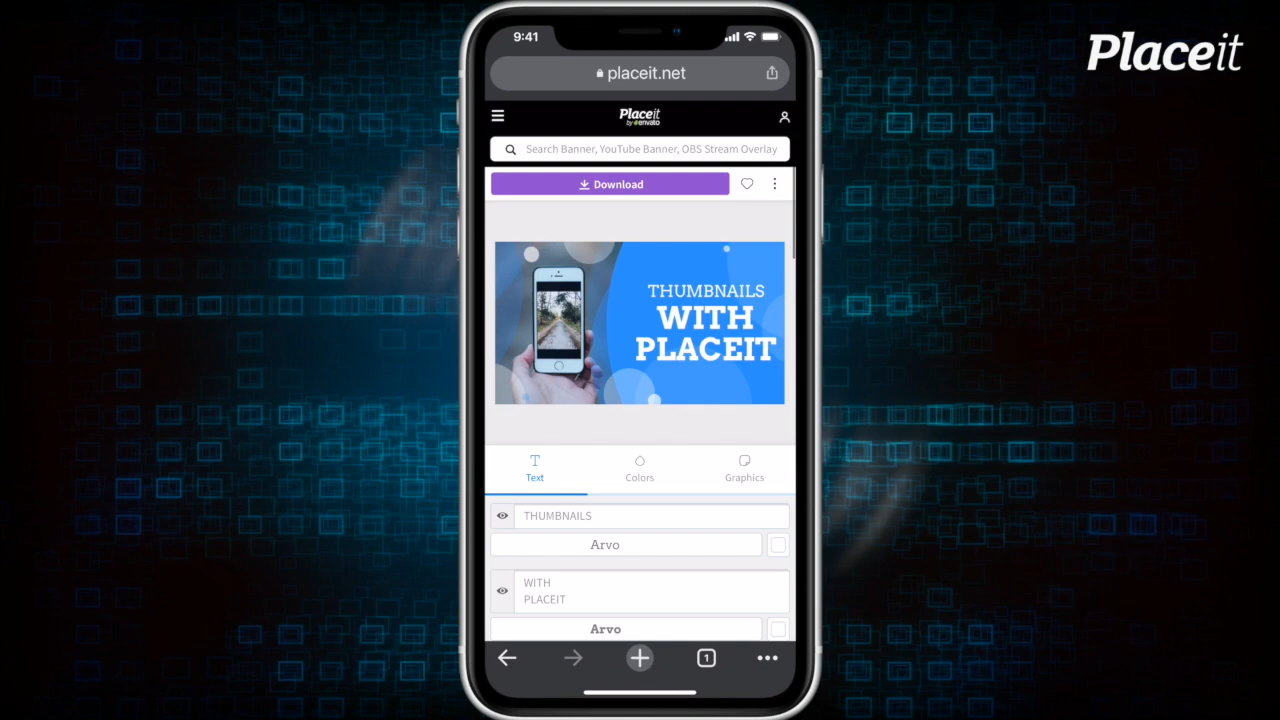 9:41
placeit.net
Placeit
Placeit
by envato
Search Banner, YouTube Banner, OBS Stream Overlay
Download
THUMBNAILS
WITH
PLACEIT
Text
Colors
Graphics
THUMBNAILS
Arvo
WITH
PLACEIT
Arvo
1